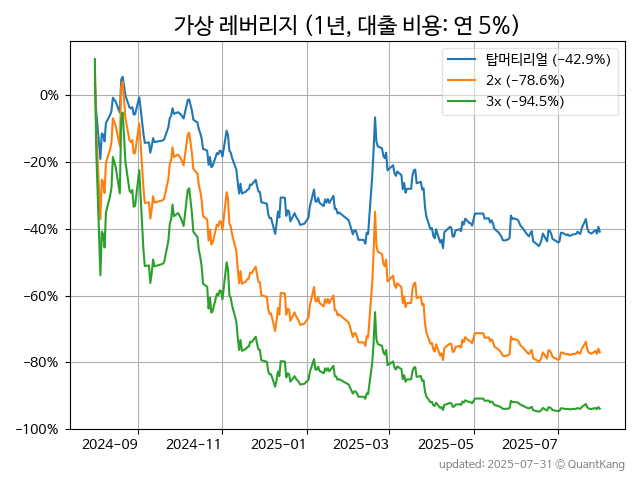 가상 레버리지 (1년, 대출 비용: 연 5%)
탑머티리얼 (−42.9%)
2x (−78.6%)
3x (−94.5%)
0%
−20%
−40%
−60%
−80%
−100%
2024-09 2024-11 2025-01 2025-03 2025-05 2025-07
updated: 2025-07-31 © QuantKang